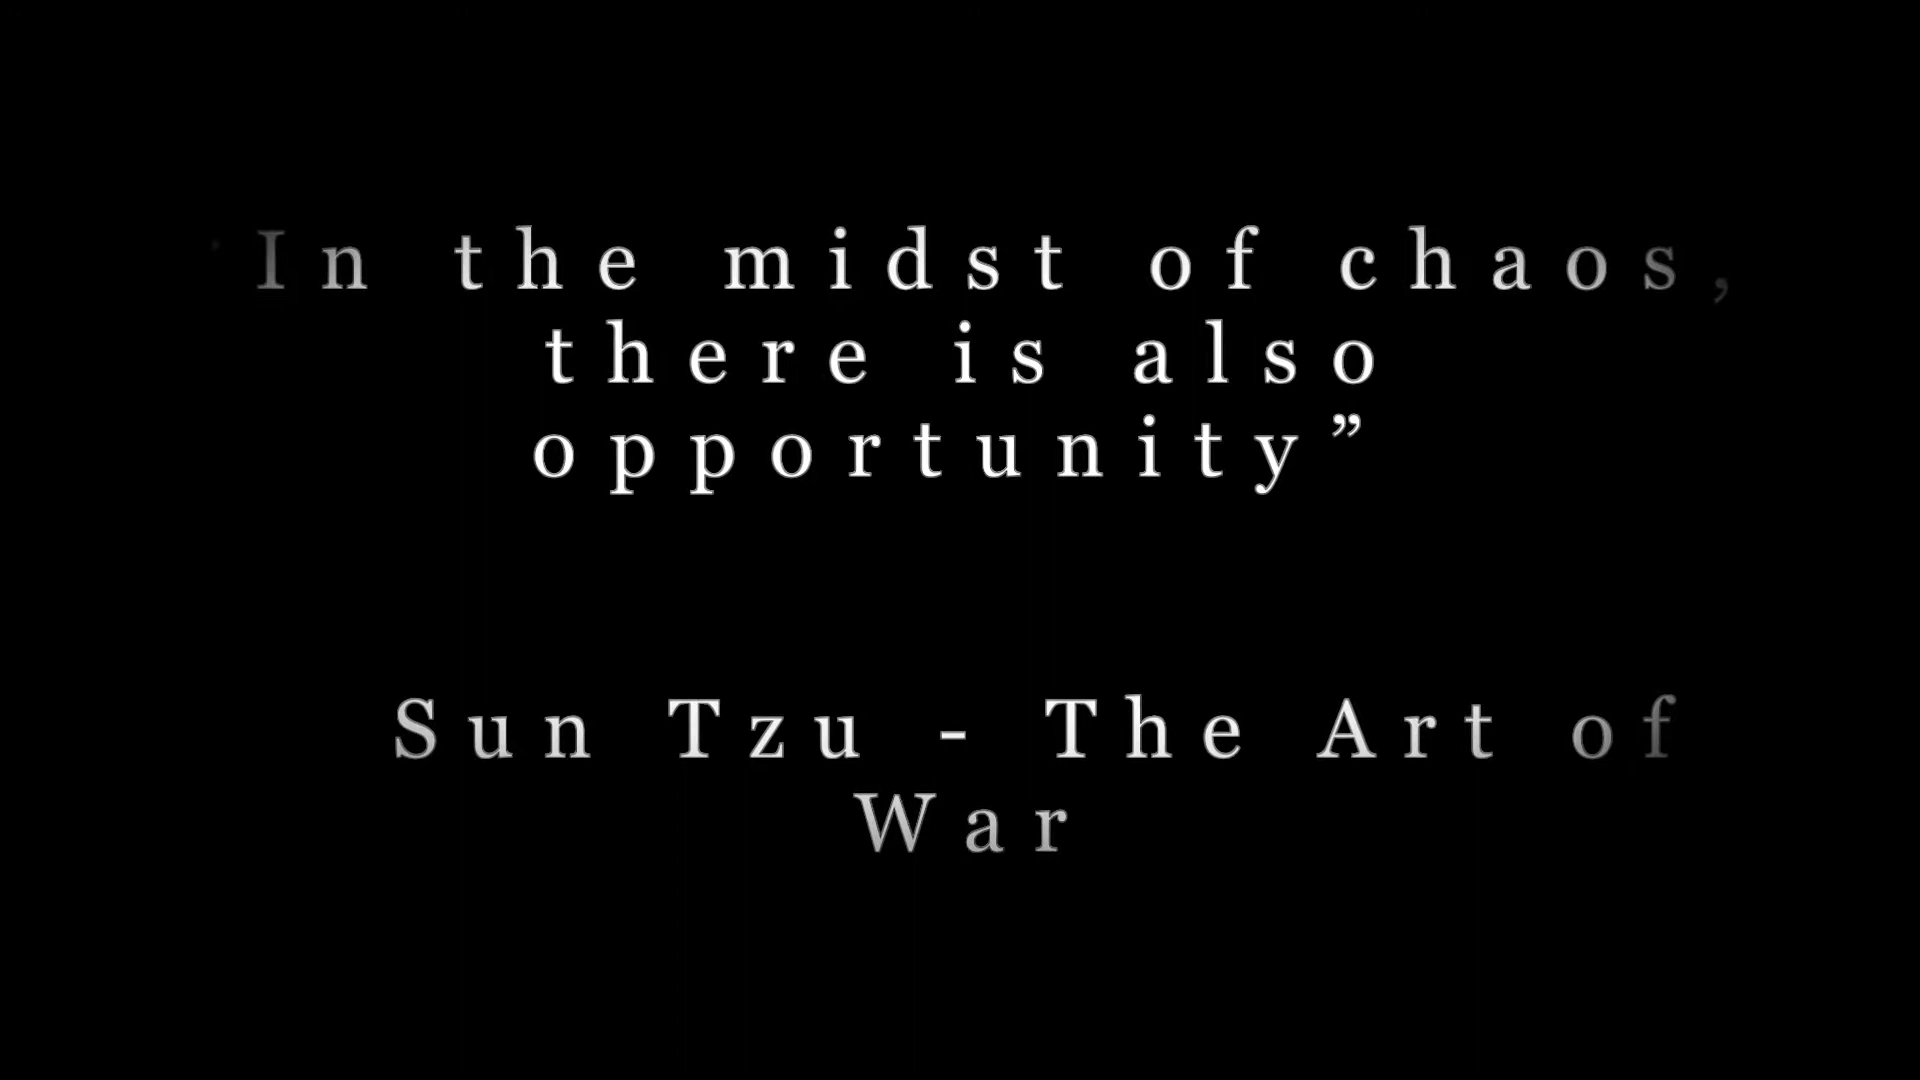 In the midst of chaos,
there is also
opportunity”
Sun Tzu - The Art of
War